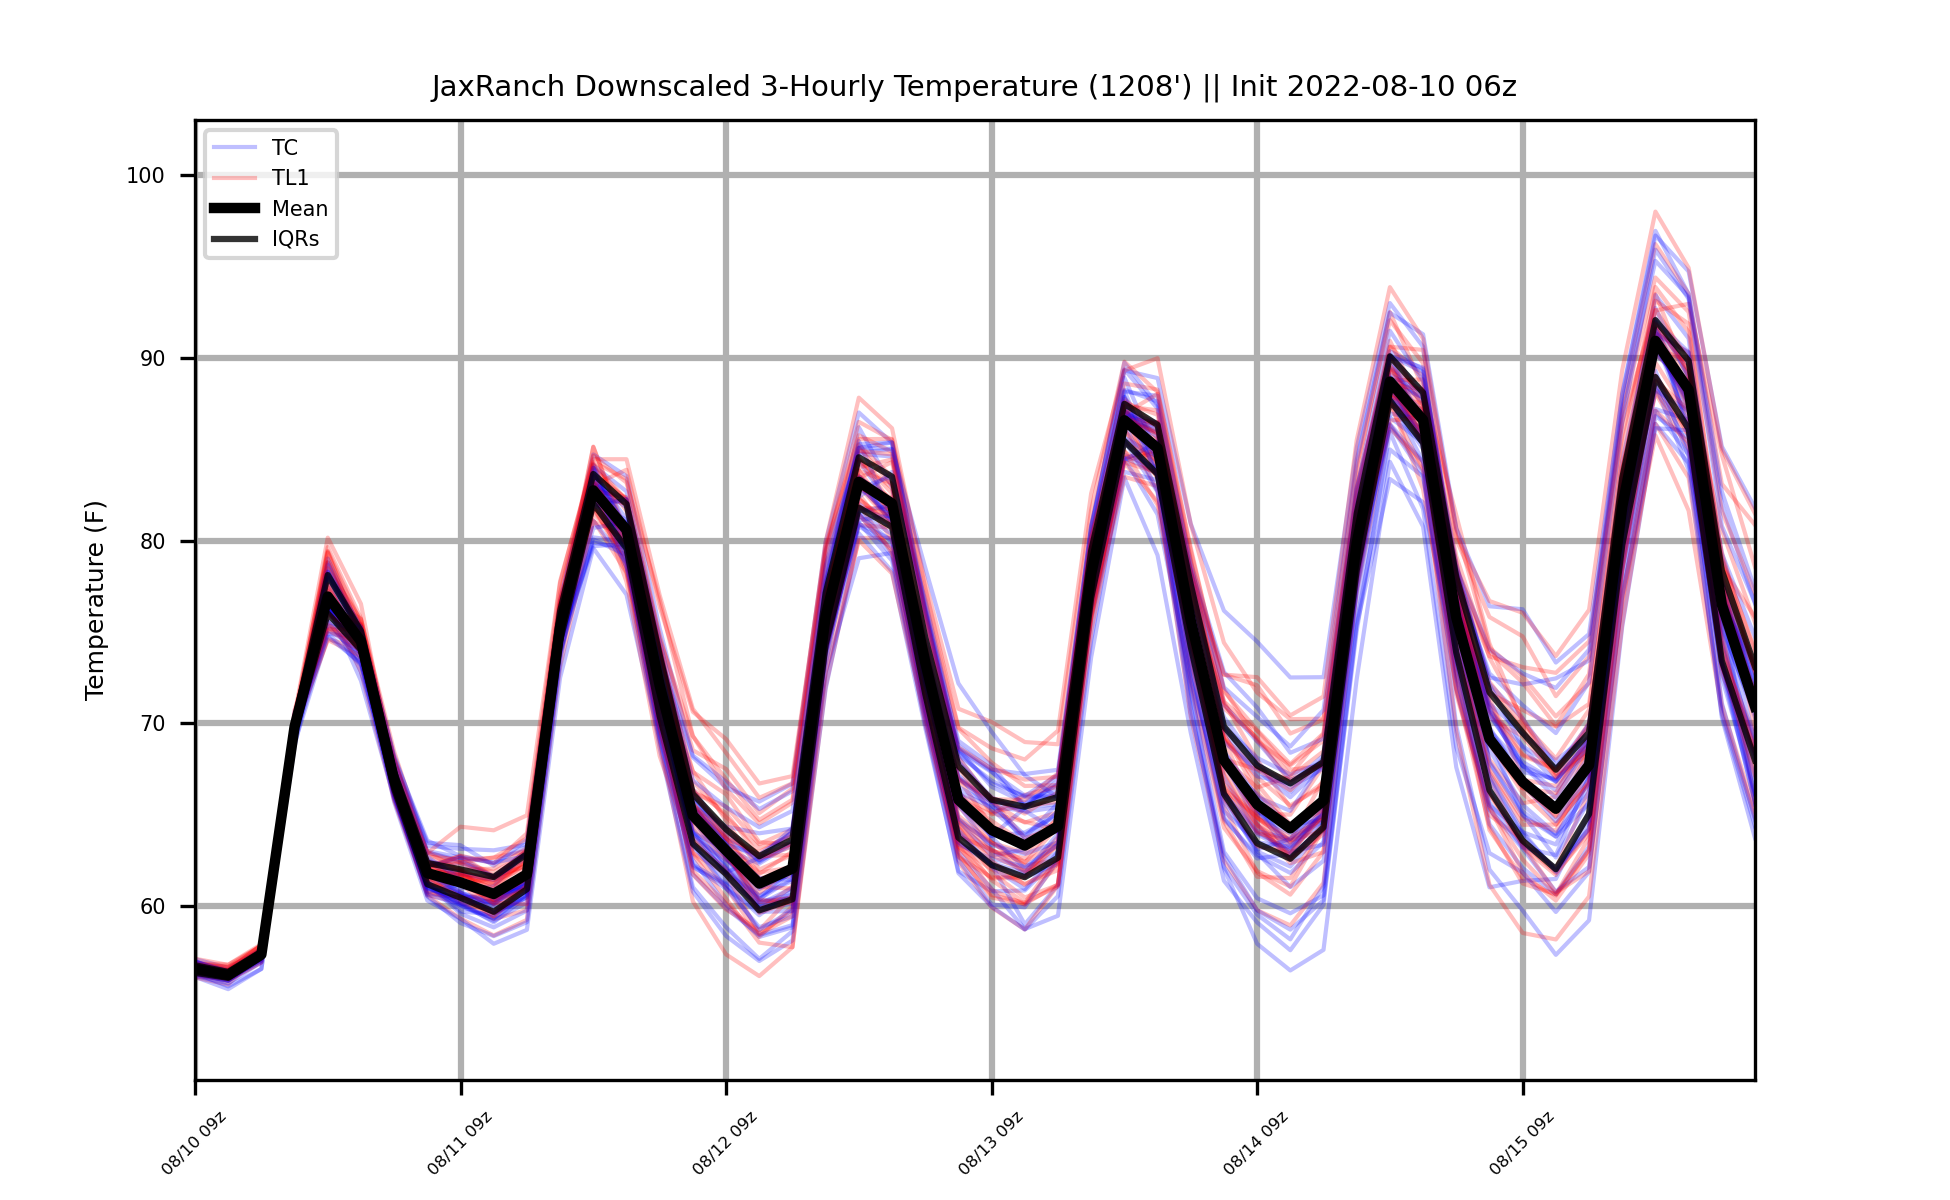 JaxRanch Downscaled 3-Hourly Temperature (1208') || Init 2022-08-10 06z
TC
TL1
Mean
IQRs
Temperature (F)
100
90
80
70
60
08/10 09z
08/11 09z
08/12 09z
08/13 09z
08/14 09z
08/15 09z